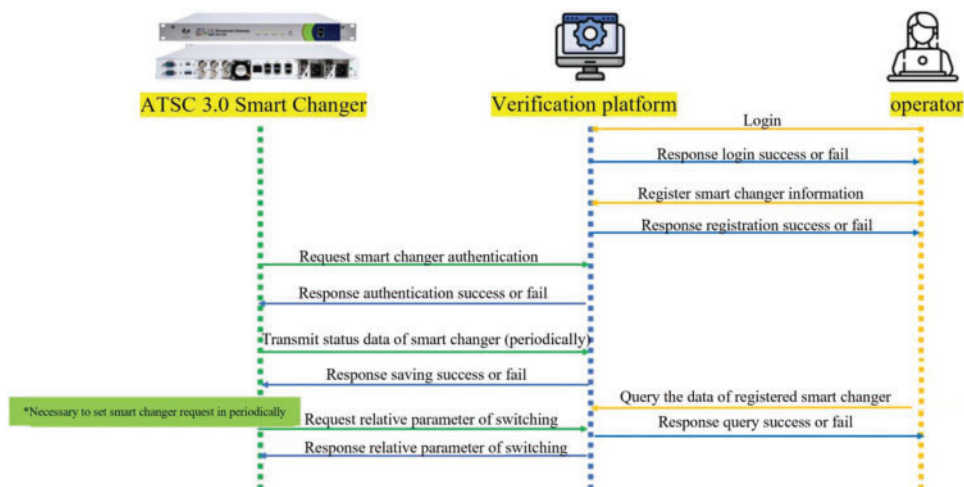 ATSC 3.0 Smart Changer
Verification platform
operator
Login
Response login success or fail
Register smart changer information
Response registration success or fail
Request smart changer authentication
Response authentication success or fail
Transmit status data of smart changer (periodically)
Response saving success or fail
Query the data of registered smart changer
*Necessary to set smart changer request in periodically
Request relative parameter of switching
Response query success or fail
Response relative parameter of switching